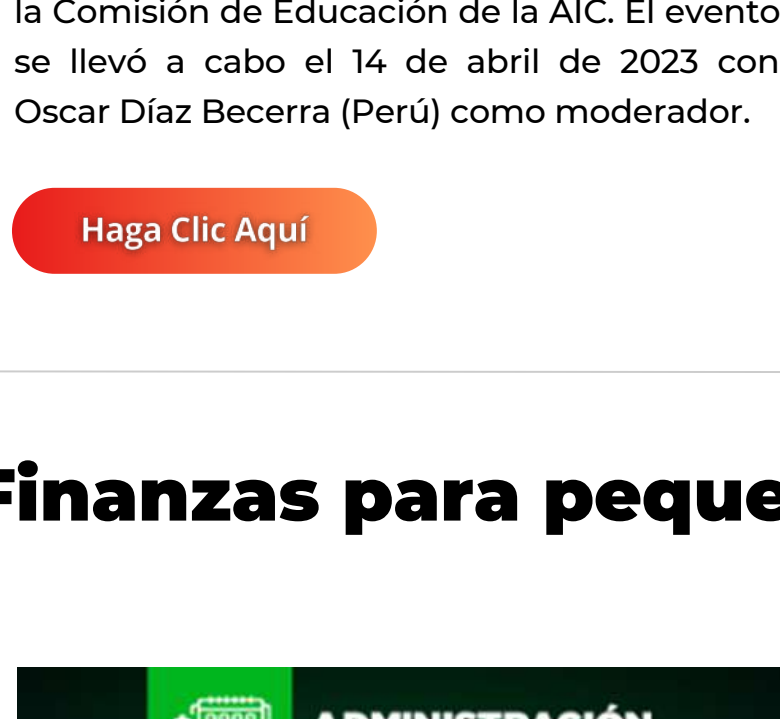 la Comisión de Educación de la AIC. El evento
se llevó a cabo el 14 de abril de 2023 con
Oscar Díaz Becerra (Perú) como moderador.
Haga Clic Aquí
Finanzas para peque
ADMINISTRACIÓN